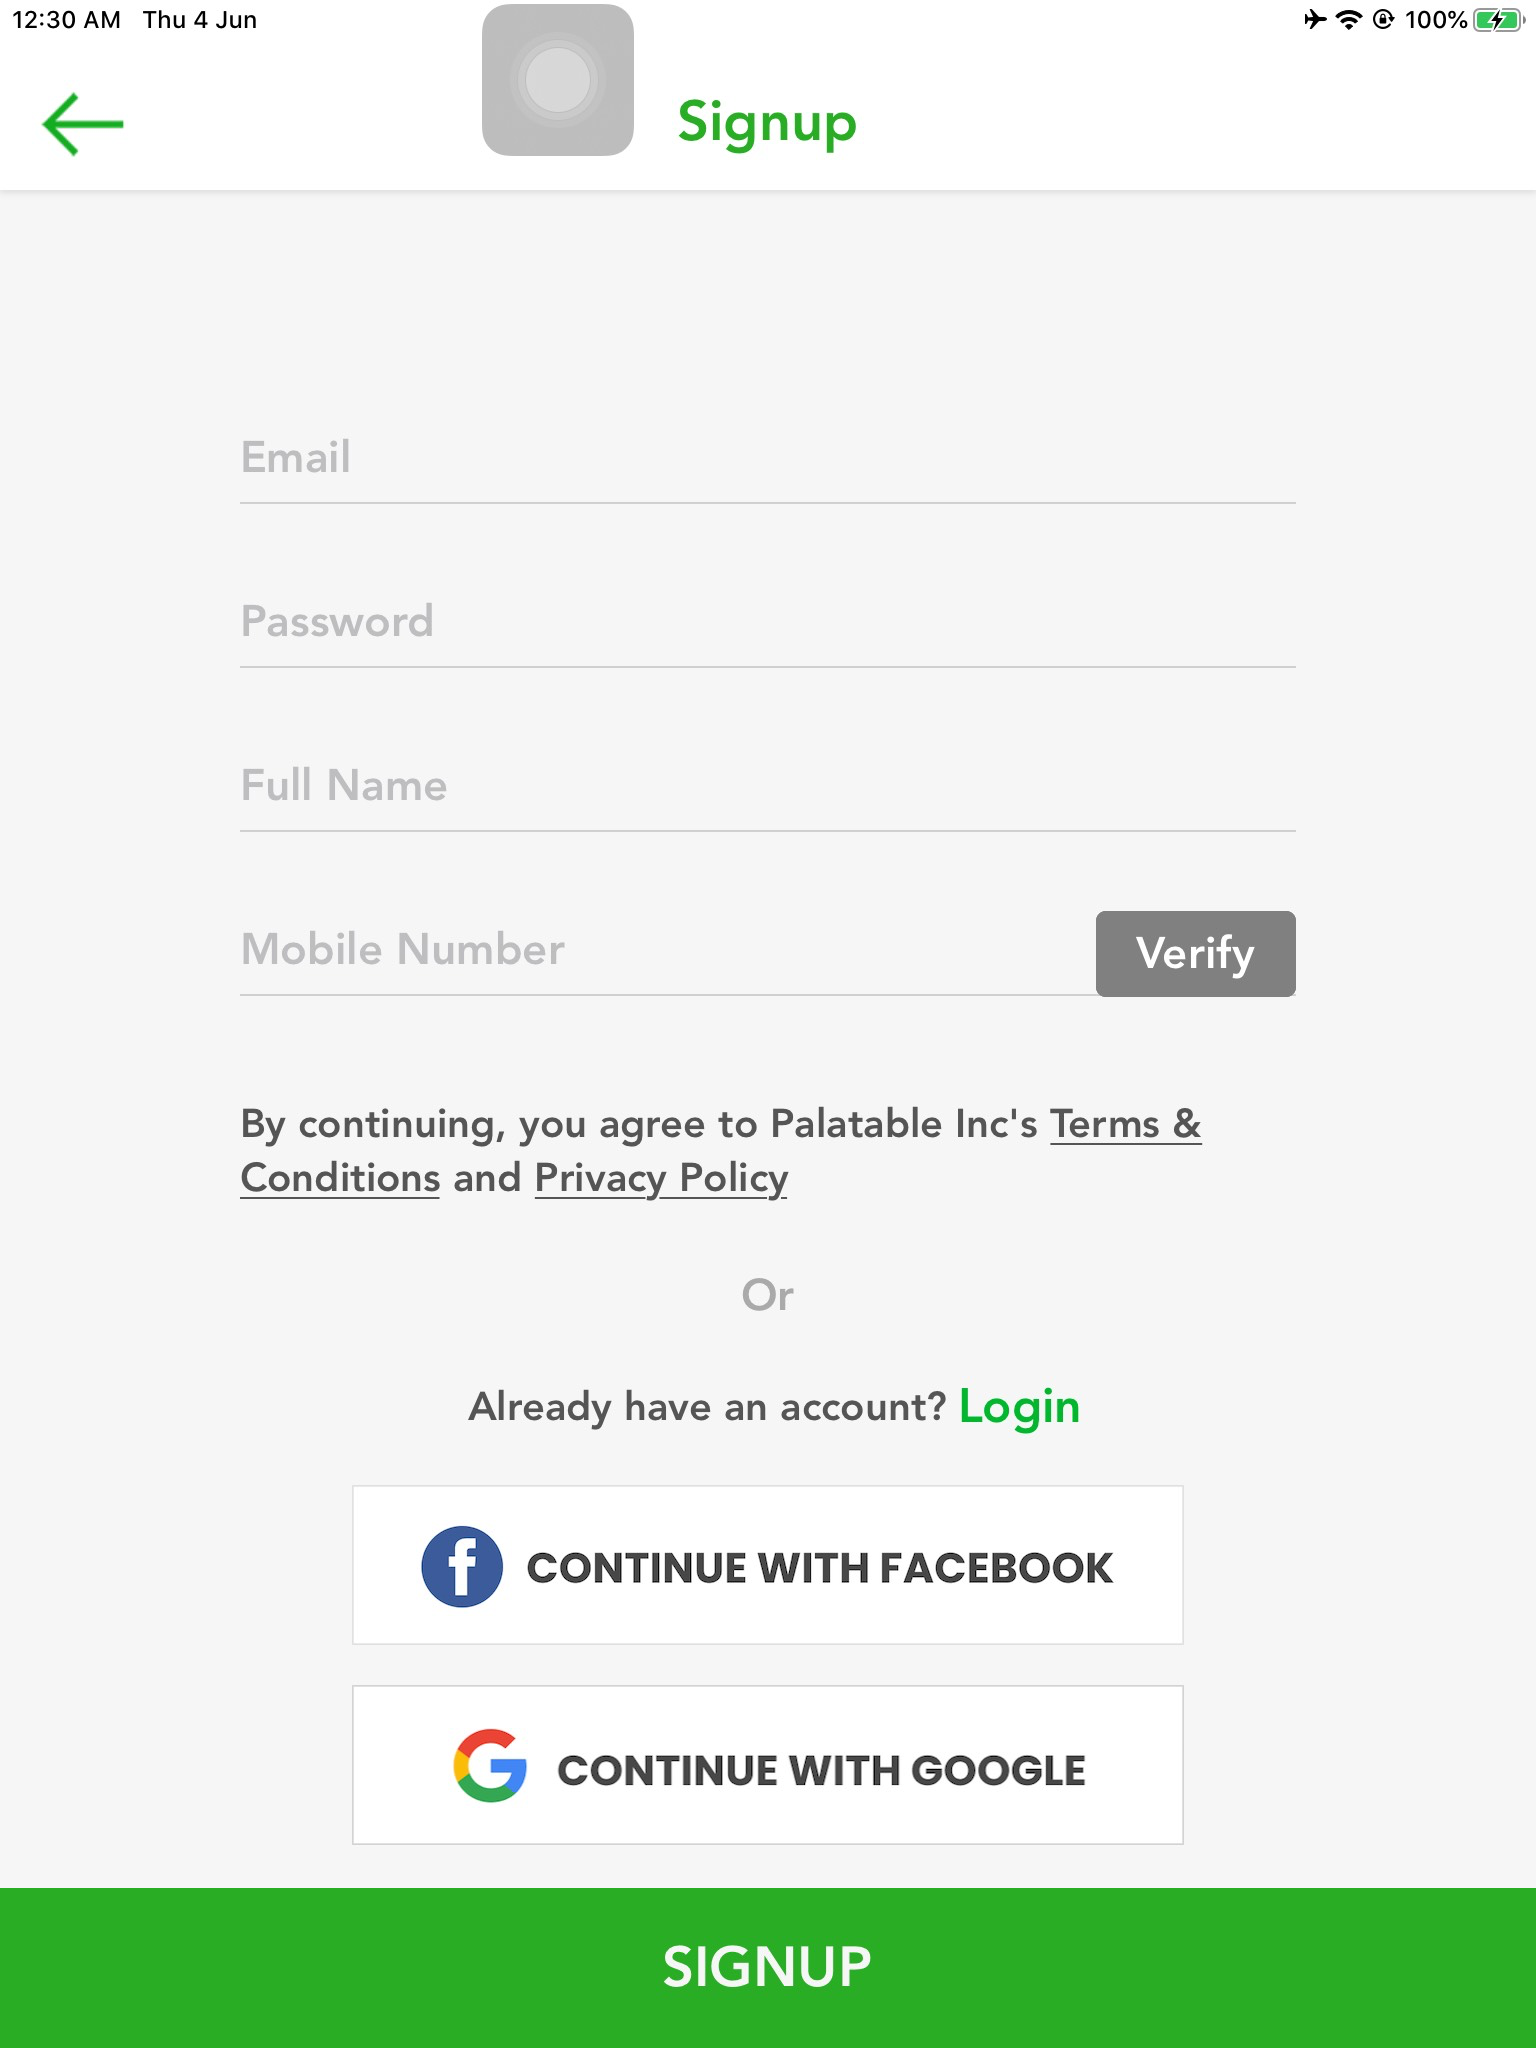 12:30 AM Thu 4 Jun 100%
Signup
Email
Password
Full Name
Mobile Number Verify
By continuing, you agree to Palatable Inc's Terms &
Conditions and Privacy Policy
Or
Already have an account? Login
CONTINUE WITH FACEBOOK
CONTINUE WITH GOOGLE
SIGNUP